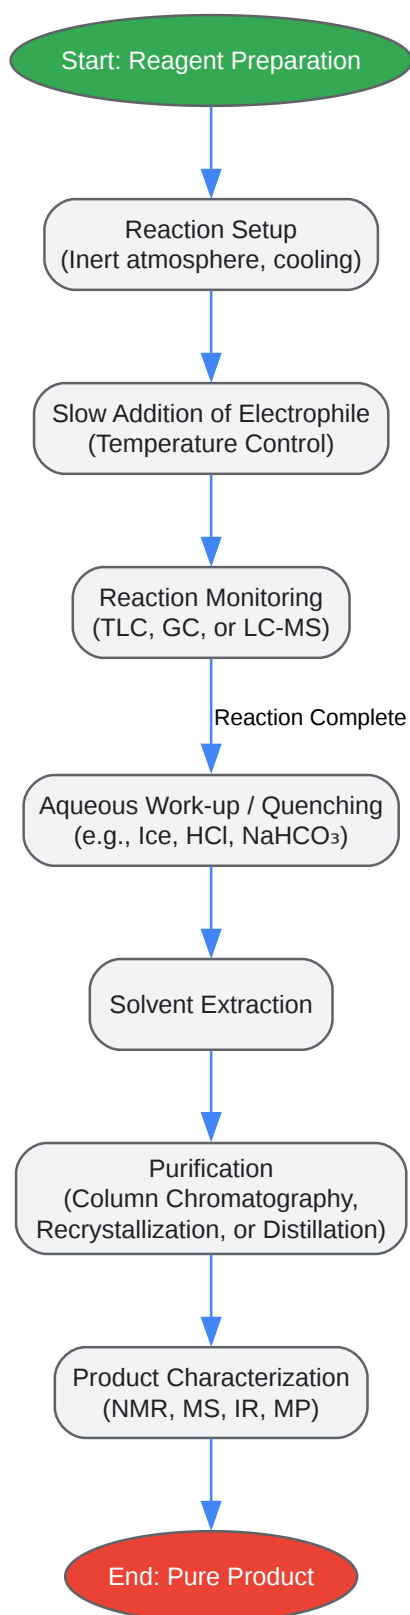 Start: Reagent Preparation
Reaction Setup
(Inert atmosphere, cooling)
Slow Addition of Electrophile
(Temperature Control)
Reaction Monitoring
(TLC, GC, or LC-MS)
Reaction Complete
Aqueous Work-up / Quenching
(e.g., Ice, HCl, NaHCO₃)
Solvent Extraction
Purification
(Column Chromatography,
Recrystallization, or Distillation)
Product Characterization
(NMR, MS, IR, MP)
End: Pure Product